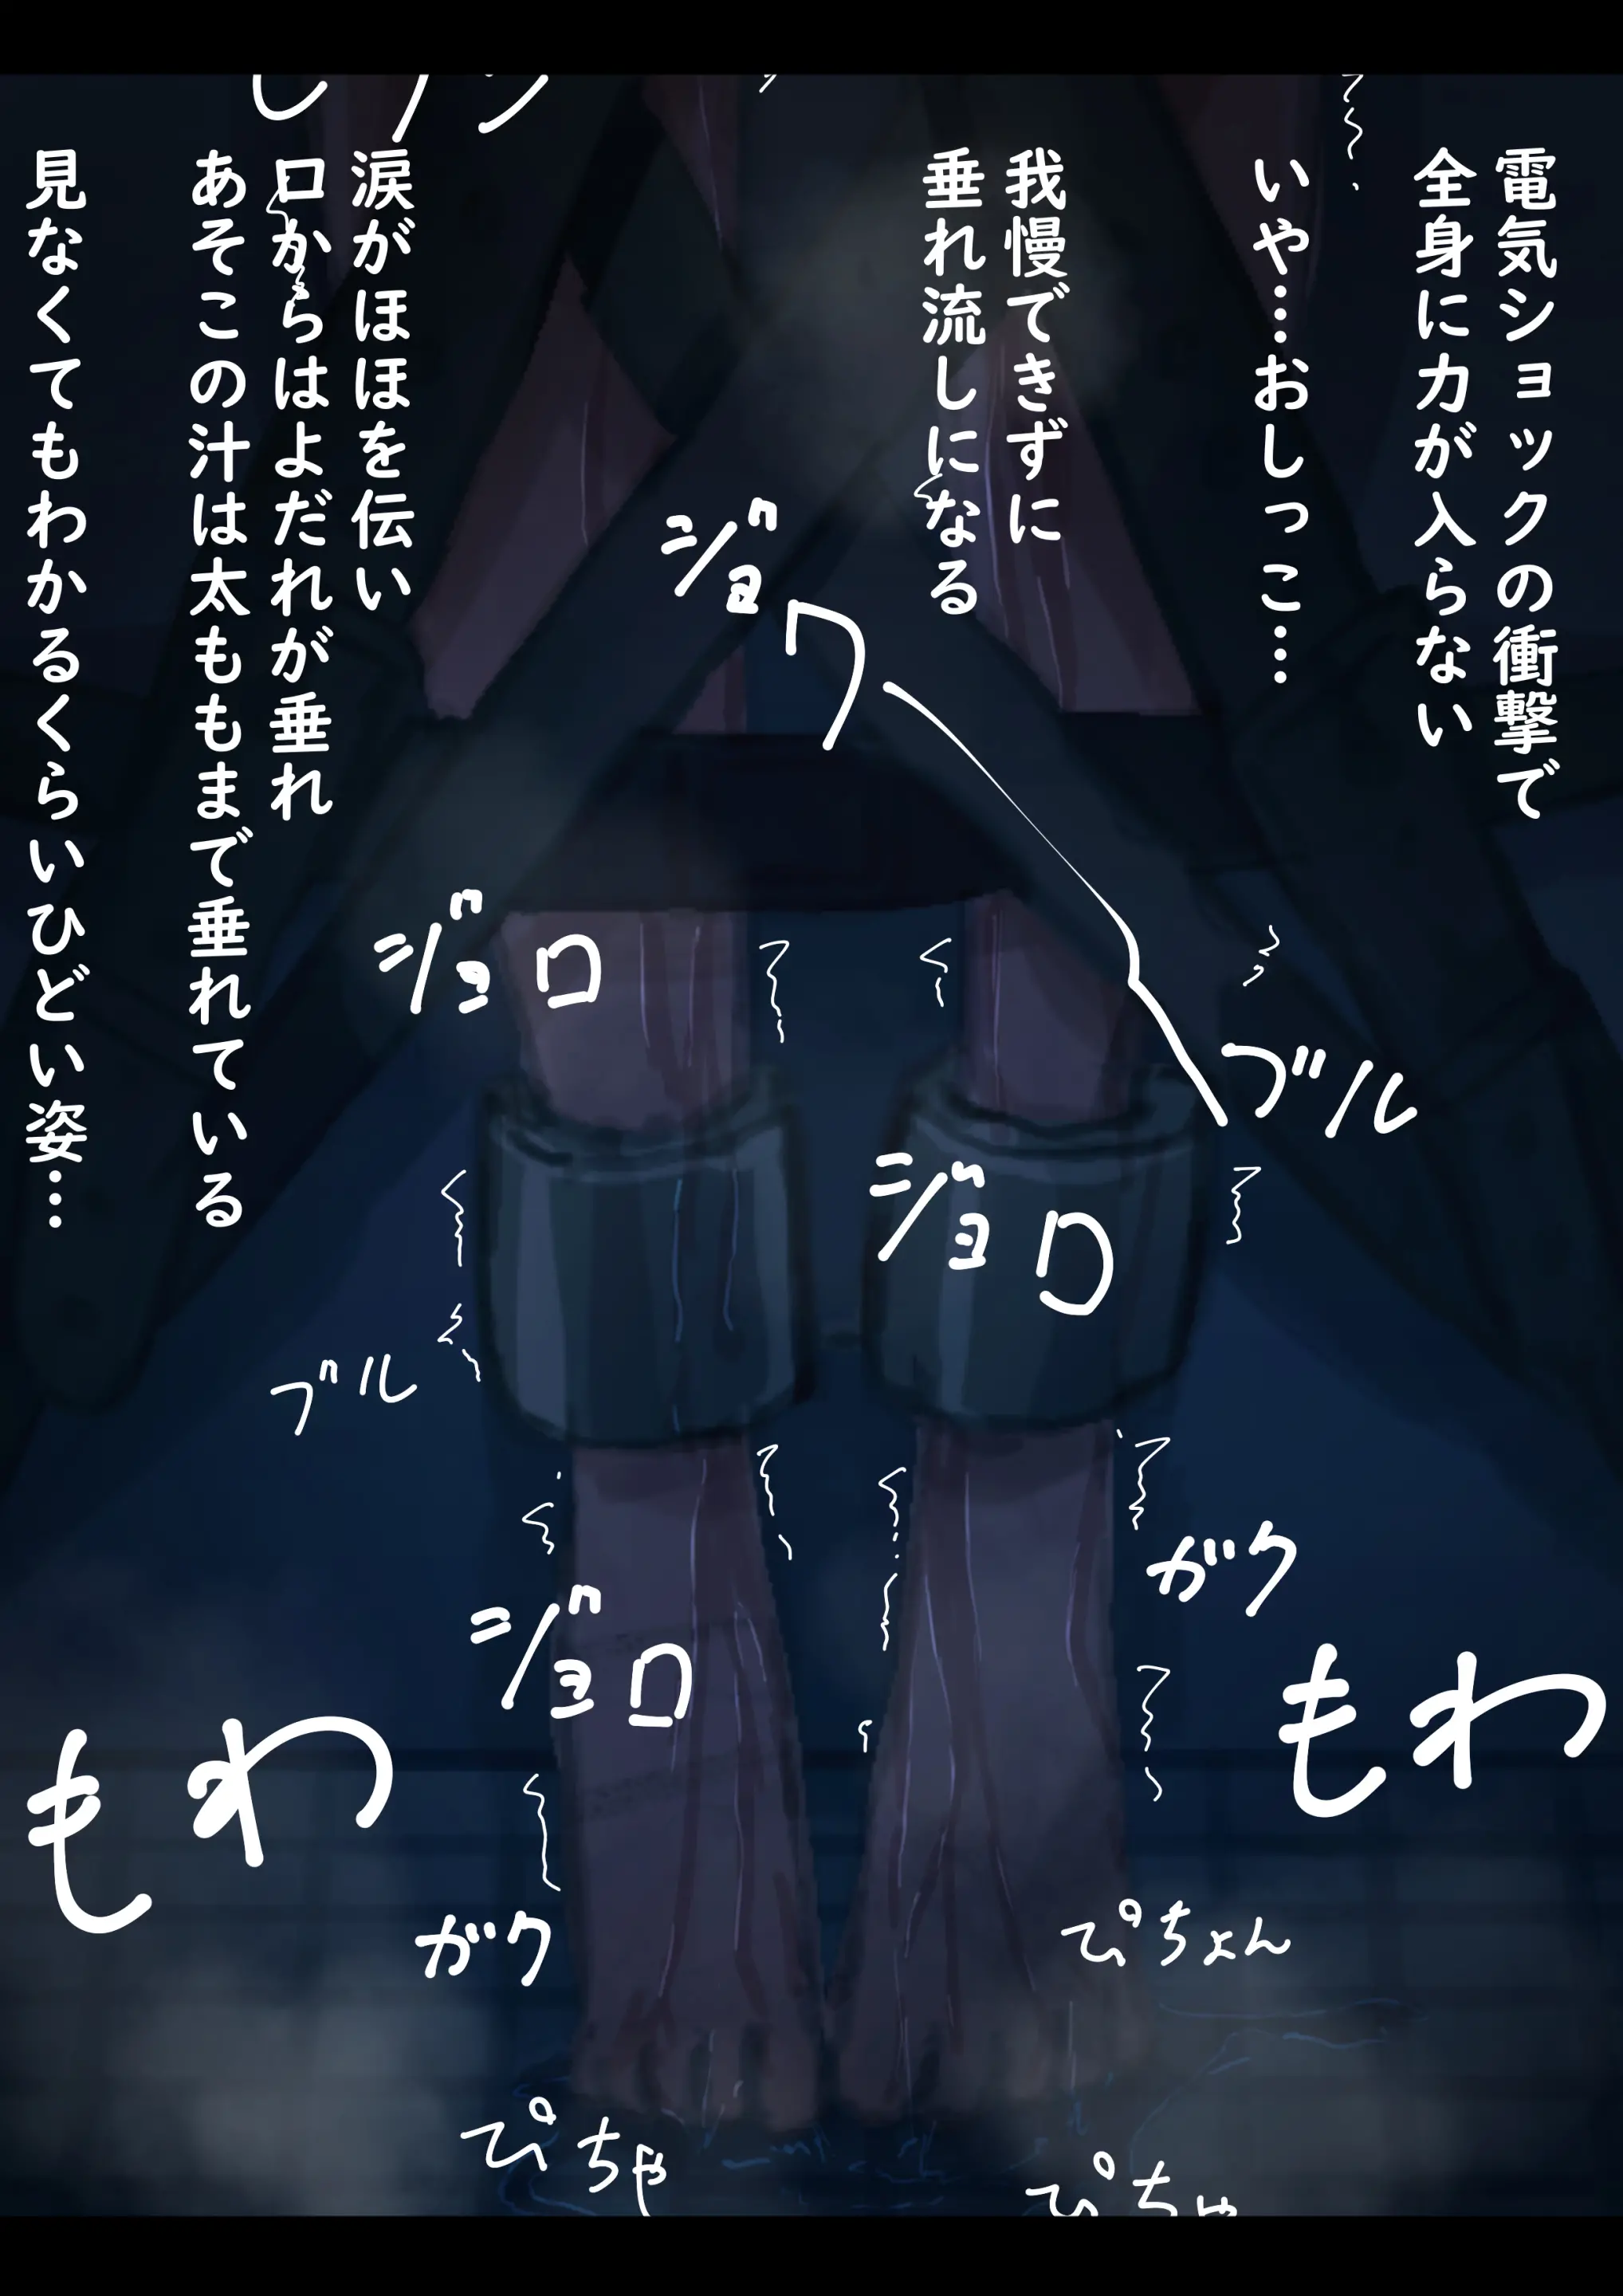 電気ショックの衝撃で
全身に力が入らない
いや…おしっこ…
我慢できずに
垂れ流しになる
涙がほほを伝い
口からはよだれが垂れ
あそこの汁は太ももまで垂れている
見なくてもわかるくらいひどい姿…
ジョワ
ジョロ
ブル
ジョロ
ブル
ガク
ジョロ
もわ
もわ
ガク
ぴちょん
ぴちゃ
ぴちゃ